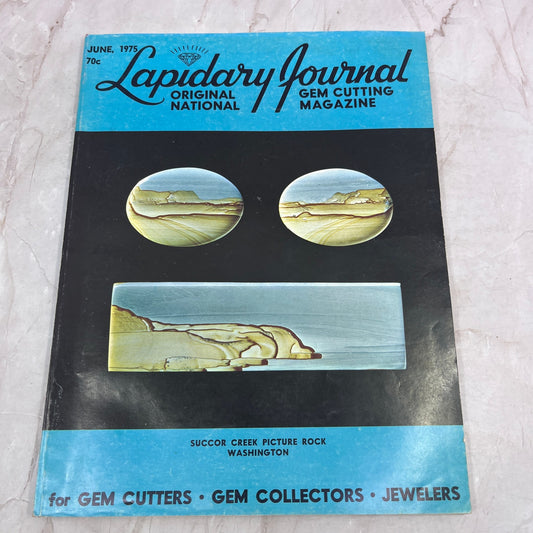 JUNE, 1975
70c
Lapidary Journal
ORIGINAL GEM CUTTING
NATIONAL MAGAZINE
SUCCOR CREEK PICTURE ROCK
WASHINGTON
for GEM CUTTERS • GEM COLLECTORS • JEWELERS